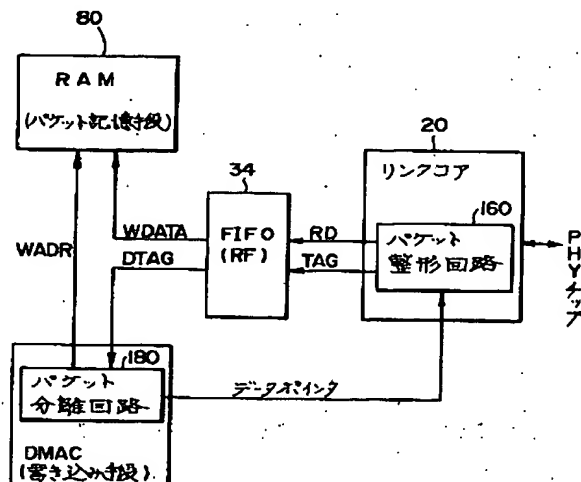 80
RAM
(パケット記憶手段)
20
リンクコア
34
160
FIFO
(RF)
WDATA
DTAG
WADR
RD
TAG
パケット
整形回路
PHYチップ
180
パケット
分離回路
データポインタ
DMAC
(書き込み手段)